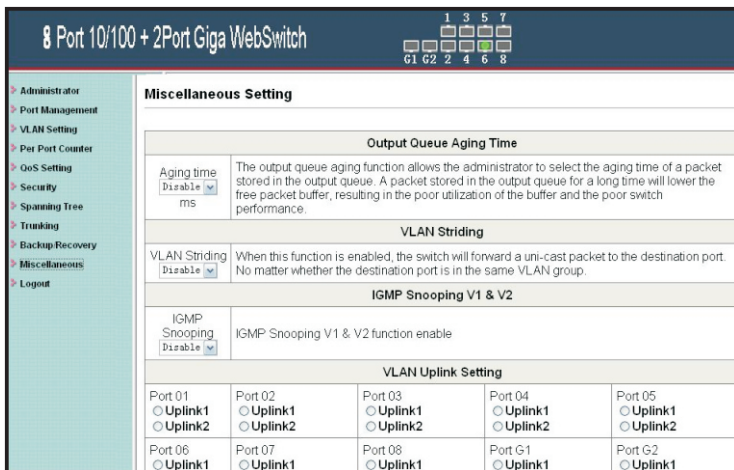 8 Port 10/100 + 2Port Giga WebSwitch
1 3 5 7
G1 G2 2 4 6 8
Administrator
Port Management
VLAN Setting
Per Port Counter
QoS Setting
Security
Spanning Tree
Trunking
Backup/Recovery
Miscellaneous
Logout
Miscellaneous Setting
Output Queue Aging Time
Aging time
Disable
ms
The output queue aging function allows the administrator to select the aging time of a packet
stored in the output queue. A packet stored in the output queue for a long time will lower the
free packet buffer, resulting in the poor utilization of the buffer and the poor switch
performance.
VLAN Striding
VLAN Striding
Disable
When this function is enabled, the switch will forward a uni-cast packet to the destination port.
No matter whether the destination port is in the same VLAN group.
IGMP Snooping V1 & V2
IGMP
Snooping
Disable
IGMP Snooping V1 & V2 function enable
VLAN Uplink Setting
Port 01 Port 02 Port 03 Port 04 Port 05
Uplink1 Uplink1 Uplink1 Uplink1 Uplink1
Uplink2 Uplink2 Uplink2 Uplink2 Uplink2
Port 06 Port 07 Port 08 Port G1 Port G2
Uplink1 Uplink1 Uplink1 Uplink1 Uplink1